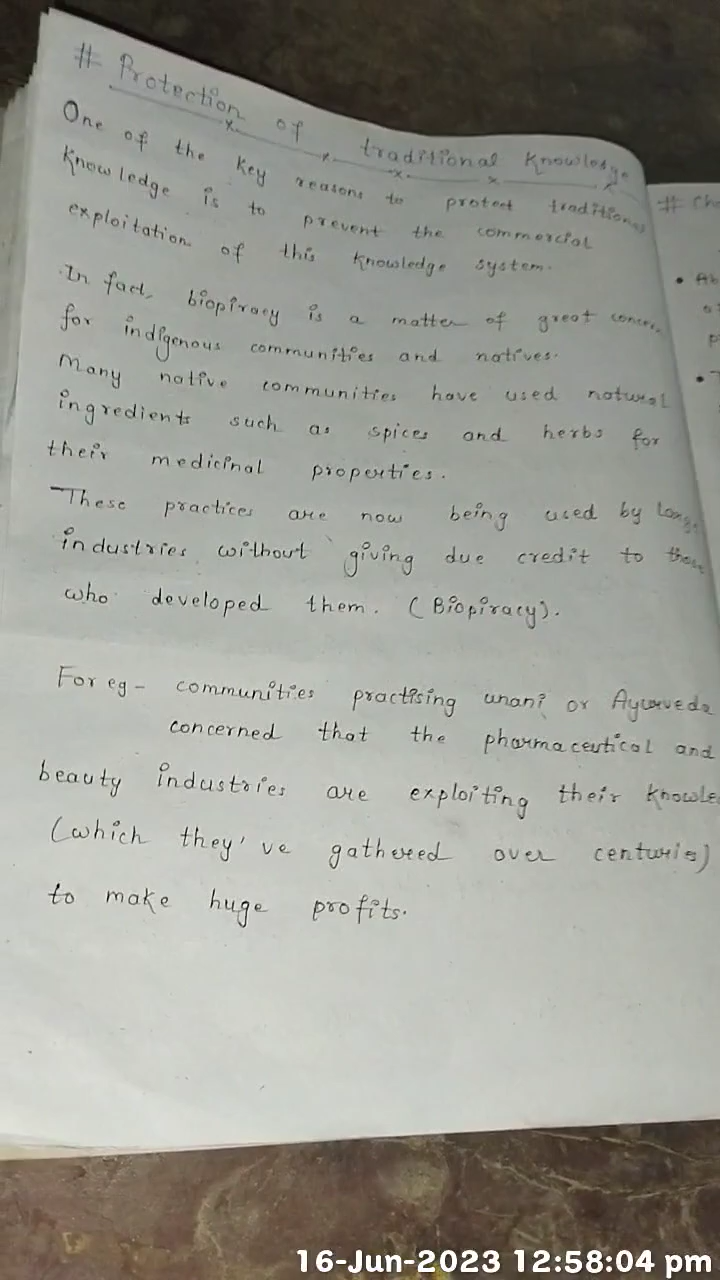 # Protection of traditional Knowledge
One of the key reasons to protect traditional
Knowledge is to prevent the commercial
exploitation of this Knowledge system.
In fact, biopiracy is a matter of great
for indigenous communities and natives.
Many native communities have used natural
ingredients such as spices and herbs for
their medicinal properties.
These practices are now being used by
industries without giving due credit to
who developed them. (Biopiracy).
For eg - communities practising unani or Ayurveda
concerned that the pharmaceutical and
beauty industries are exploiting their Knowle
(which they've gathered over centuris)
to make huge profits.
16-Jun-2023 12:58:04 pm